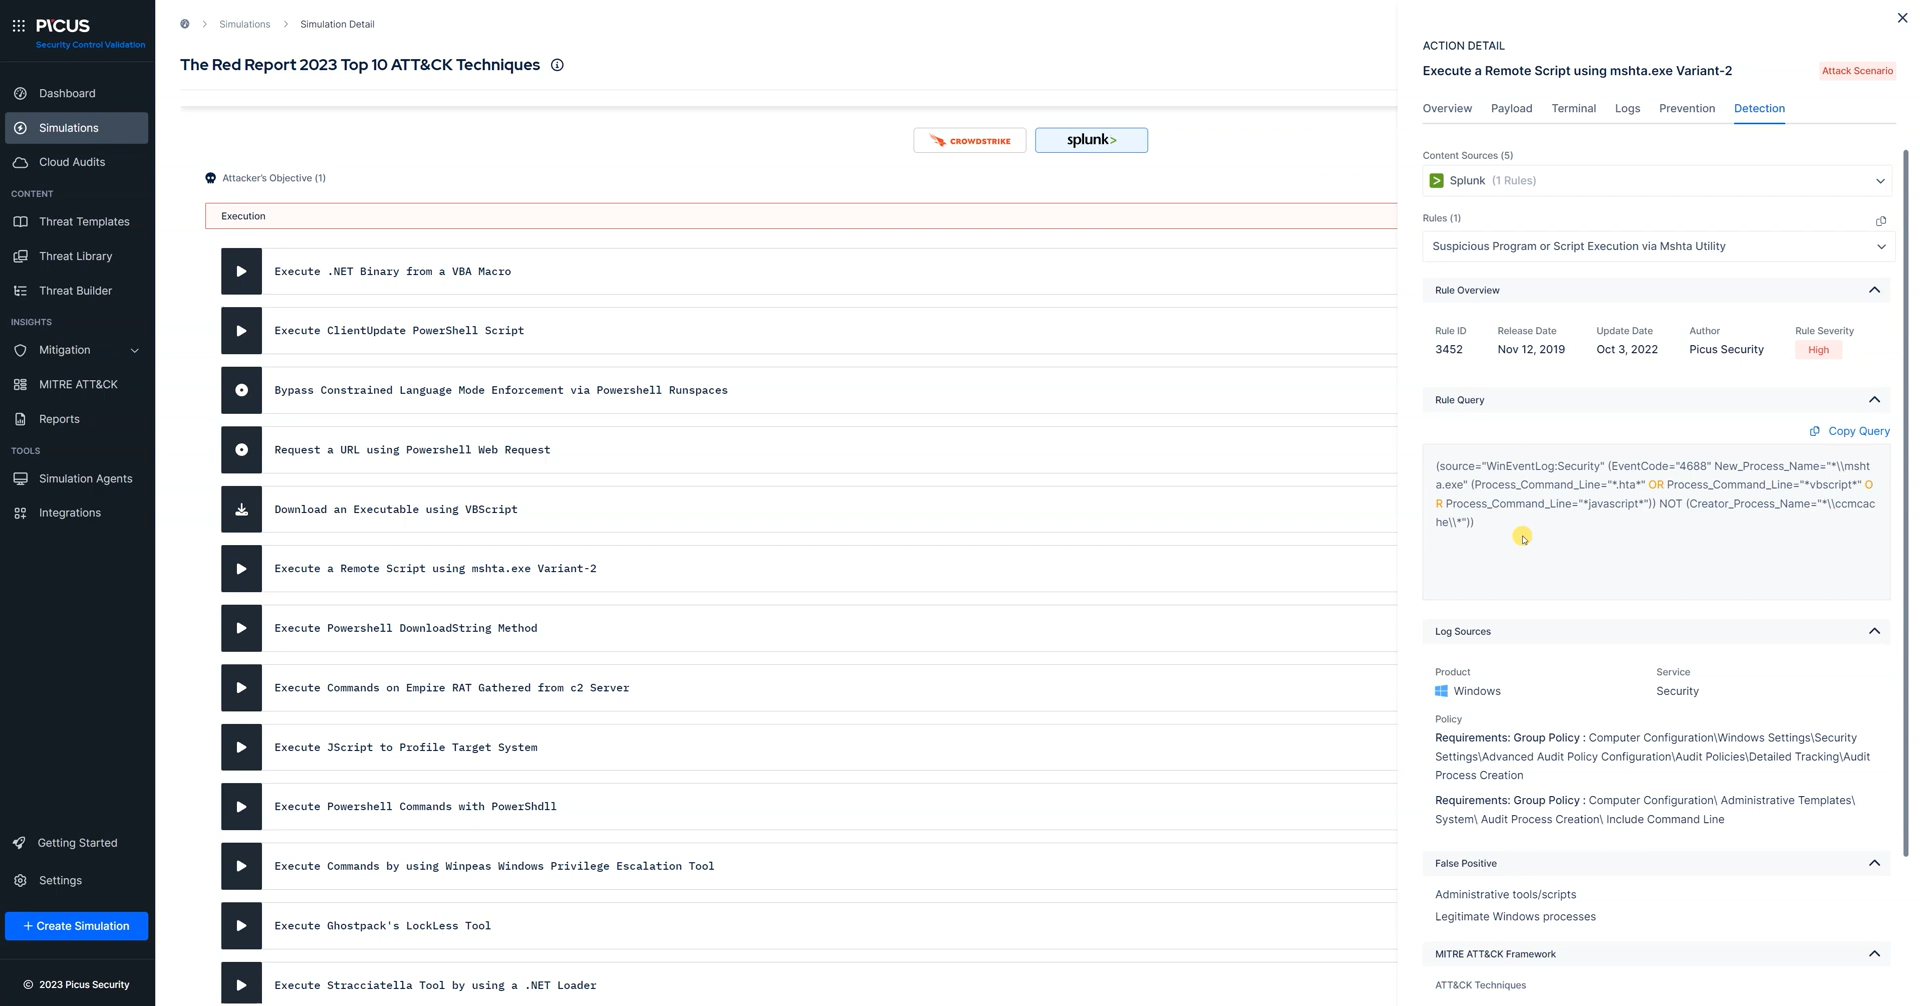 PICUS
Security Control Validation
Dashboard
Simulations
Cloud Audits
CONTENT
Threat Templates
Threat Library
Threat Builder
INSIGHTS
Mitigation
MITRE ATT&CK
Reports
TOOLS
Simulation Agents
Integrations
Getting Started
Settings
+ Create Simulation
© 2023 Picus Security
Simulations > Simulation Detail
The Red Report 2023 Top 10 ATT&CK Techniques
CROWDSTRIKE
splunk>
Attacker's Objective (1)
Execution
Execute .NET Binary from a VBA Macro
Execute ClientUpdate PowerShell Script
Bypass Constrained Language Mode Enforcement via Powershell Runspaces
Request a URL using Powershell Web Request
Download an Executable using VBScript
Execute a Remote Script using mshta.exe Variant-2
Execute Powershell DownloadString Method
Execute Commands on Empire RAT Gathered from c2 Server
Execute JScript to Profile Target System
Execute Powershell Commands with PowerShdll
Execute Commands by using Winpeas Windows Privilege Escalation Tool
Execute Ghostpack's LockLess Tool
Execute Stracciatella Tool by using a .NET Loader
ACTION DETAIL
Execute a Remote Script using mshta.exe Variant-2
Attack Scenario
Overview Payload Terminal Logs Prevention Detection
Content Sources (5)
Splunk (1 Rules)
Rules (1)
Suspicious Program or Script Execution via Mshta Utility
Rule Overview
Rule ID Release Date Update Date Author Rule Severity
3452 Nov 12, 2019 Oct 3, 2022 Picus Security High
Rule Query
Copy Query
(source="WinEventLog:Security" (EventCode="4688" New_Process_Name="*\\msht
a.exe" (Process_Command_Line="*.hta*" OR Process_Command_Line="*vbscript*" O
R Process_Command_Line="*javascript*")) NOT (Creator_Process_Name="*\\ccmcac
he\\*"))
Log Sources
Product Service
Windows Security
Policy
Requirements: Group Policy : Computer Configuration\Windows Settings\Security
Settings\Advanced Audit Policy Configuration\Audit Policies\Detailed Tracking\Audit
Process Creation
Requirements: Group Policy : Computer Configuration\ Administrative Templates\
System\ Audit Process Creation\ Include Command Line
False Positive
Administrative tools/scripts
Legitimate Windows processes
MITRE ATT&CK Framework
ATT&CK Techniques